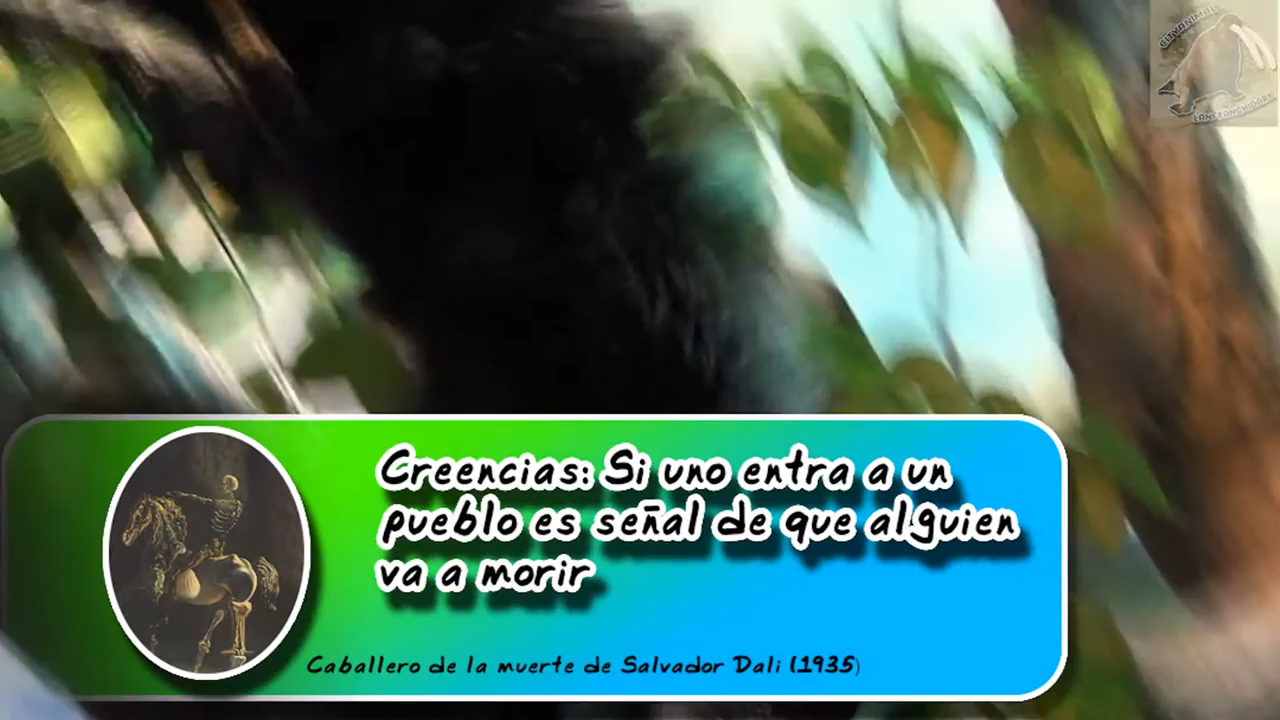 Creencias: Si uno entra a un
pueblo es señal de que alguien
va a morir
Caballero de la muerte de Salvador Dali (1935)